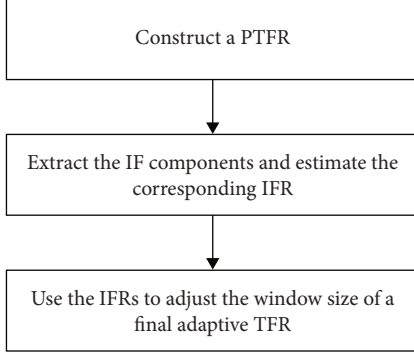 Construct a PTFR
Extract the IF components and estimate the
corresponding IFR
Use the IFRs to adjust the window size of a
final adaptive TFR